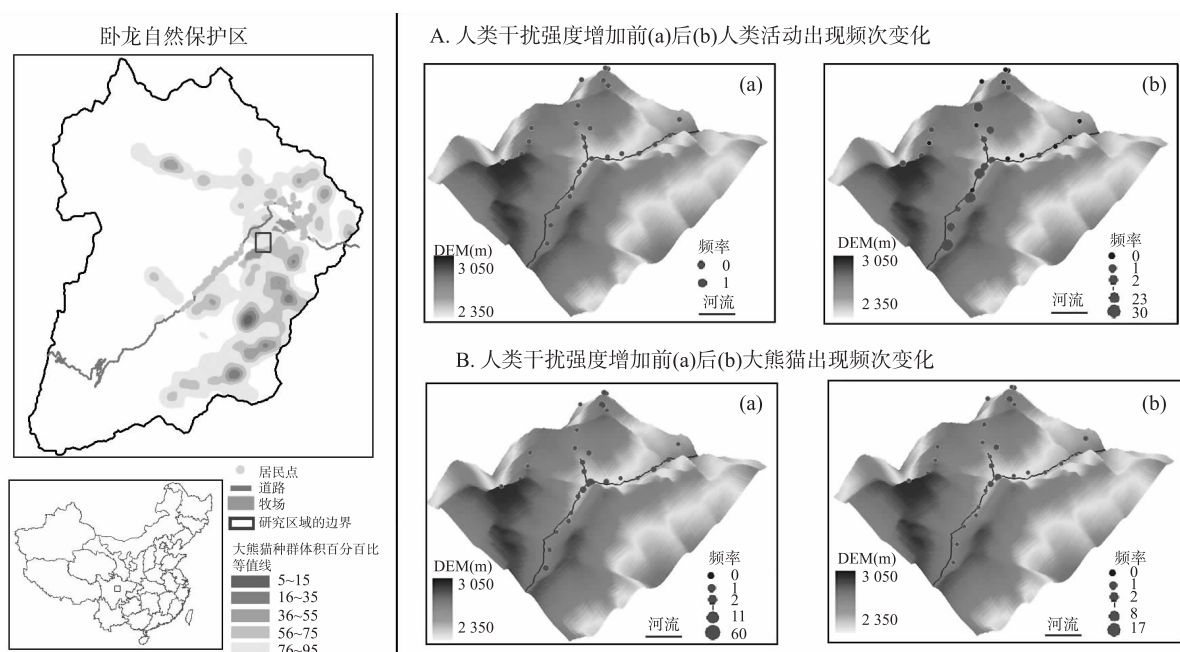 卧龙自然保护区
居民点
道路
牧场
研究区域的边界
大熊猫种群体积百分百比
等值线
5~15
16~35
36~55
56~75
76~95
A. 人类干扰强度增加前(a)后(b)人类活动出现频次变化
(a)
DEM(m)
3 050
2 350
频率
0
1
河流
(b)
DEM(m)
3 050
2 350
频率
0
1
2
23
30
河流
B. 人类干扰强度增加前(a)后(b)大熊猫出现频次变化
(a)
DEM(m)
3 050
2 350
频率
0
1
2
11
60
河流
(b)
DEM(m)
3 050
2 350
频率
0
1
2
8
17
河流